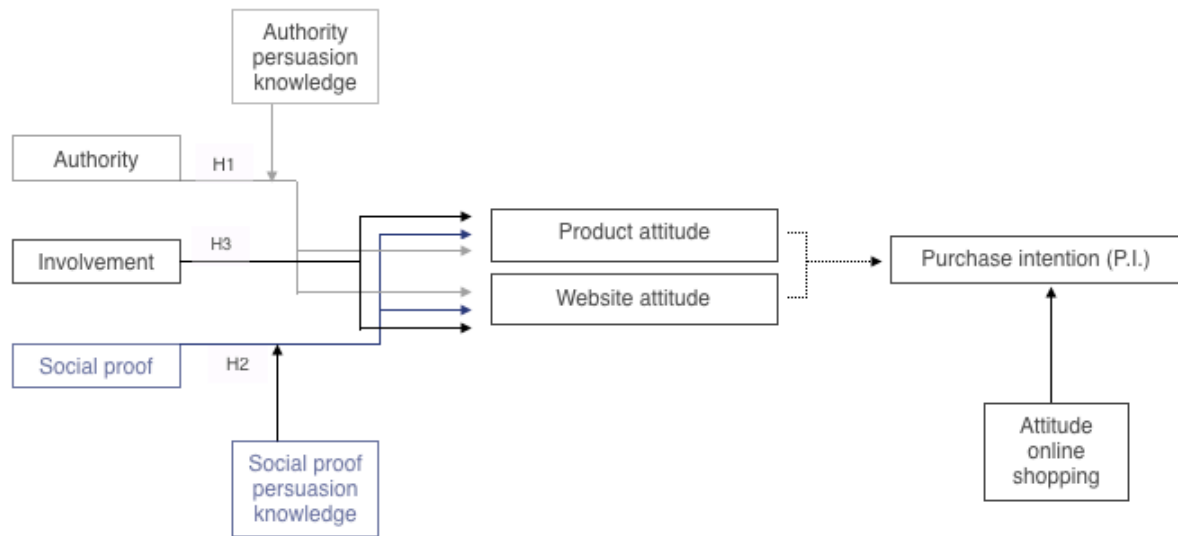 Authority
persuasion
knowledge
Authority
H1
Involvement
H3
Social proof
H2
Social proof
persuasion
knowledge
Product attitude
Website attitude
Purchase intention (P.I.)
Attitude
online
shopping